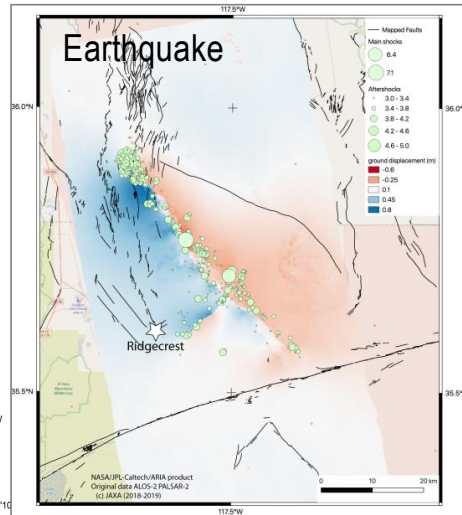 117.5°W
Earthquake
Mapped Faults
Main shocks
6.4
7.1
Aftershocks
3.0 - 3.4
3.4 - 3.8
3.8 - 4.2
4.2 - 4.6
4.6 - 5.0
ground displacement (m)
-0.6
-0.25
0.1
0.45
0.8
36.0°N
36.0°N
Ridgecrest
35.5°N
35.5°N
NASA/JPL-Caltech/ARIA product
Original data ALOS-2 PALSAR-2
(c) JAXA (2018-2019)
0 10 20 km
117.5°W